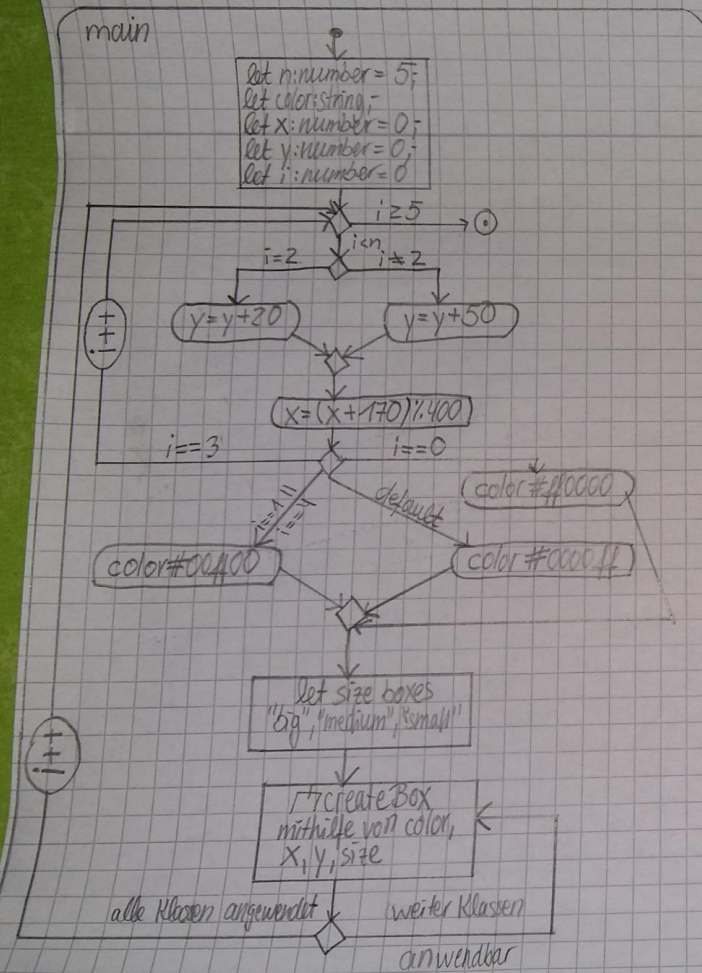 main
let n:number = 5;
let color:string;
let x:number = 0;
let y:number = 0;
let i:number = 0
i ≥ 5
i<n
i=2
i≠2
y=y+20
y=y+50
i++
x=(x+170)%400
i==3
i==0
i==1 ||
i==4
default
color#ff0000
color#00ff00
color#0000ff
let size boxes
"big", "medium", "small"
i++
createBox
mithilfe von color,
x, y, size
alle Klassen angewendet
weiter Klassen
anwendbar